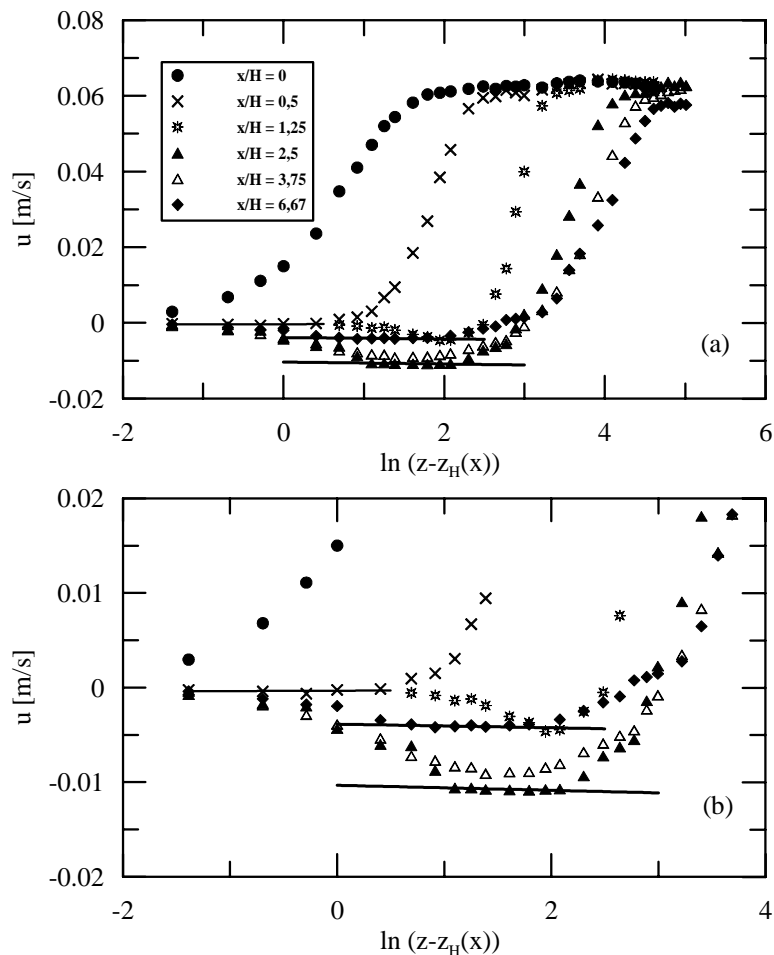 0.08
0.06
0.04
0.02
0
-0.02
u [m/s]
x/H = 0
x/H = 0,5
x/H = 1,25
x/H = 2,5
x/H = 3,75
x/H = 6,67
(a)
-2 0 2 4 6
ln (z-z_H(x))
0.02
0.01
0
-0.01
-0.02
u [m/s]
(b)
-2 0 2 4
ln (z-z_H(x))